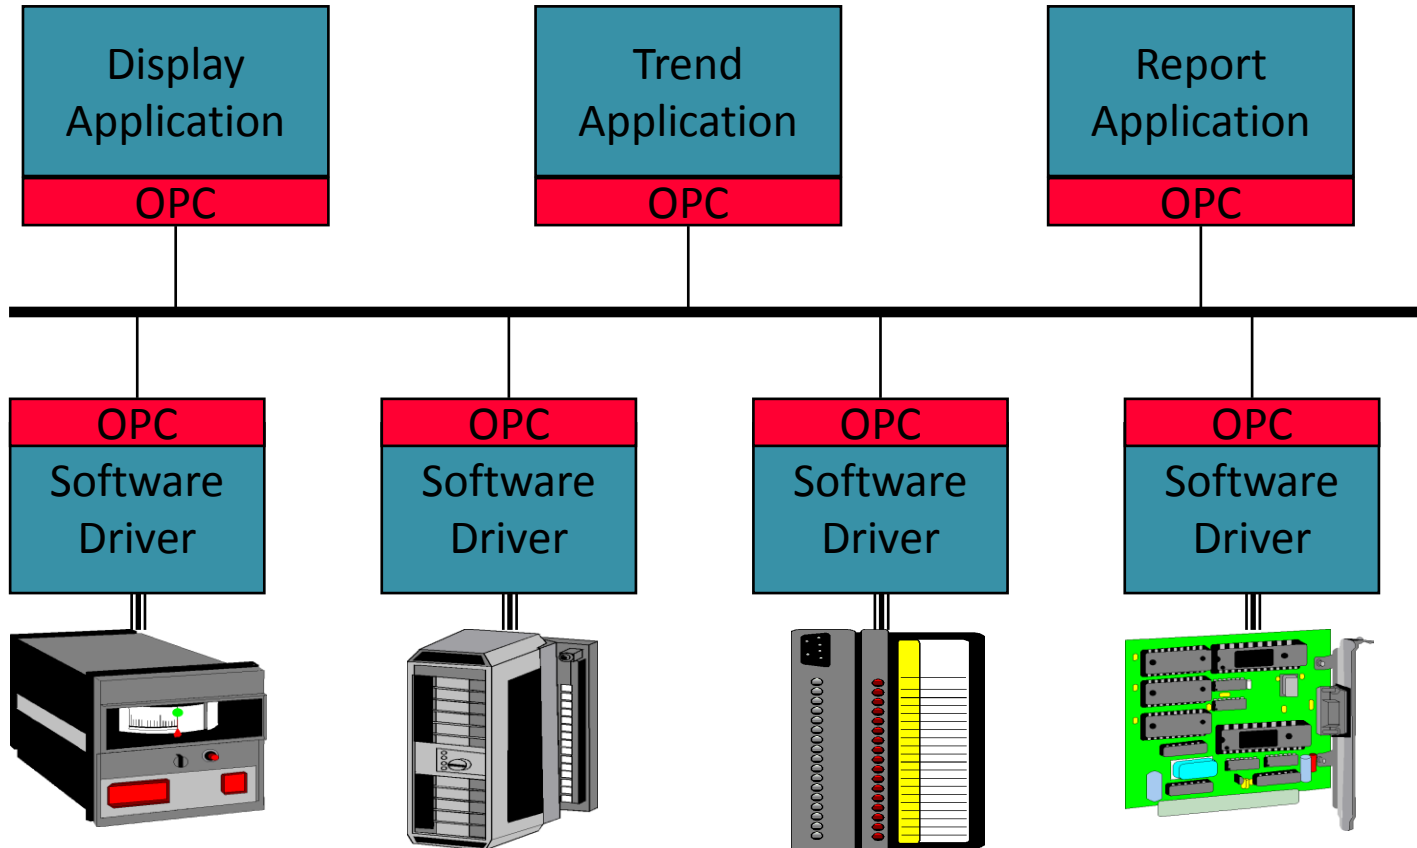 Display
Application
OPC
Trend
Application
OPC
Report
Application
OPC
OPC
Software
Driver
OPC
Software
Driver
OPC
Software
Driver
OPC
Software
Driver